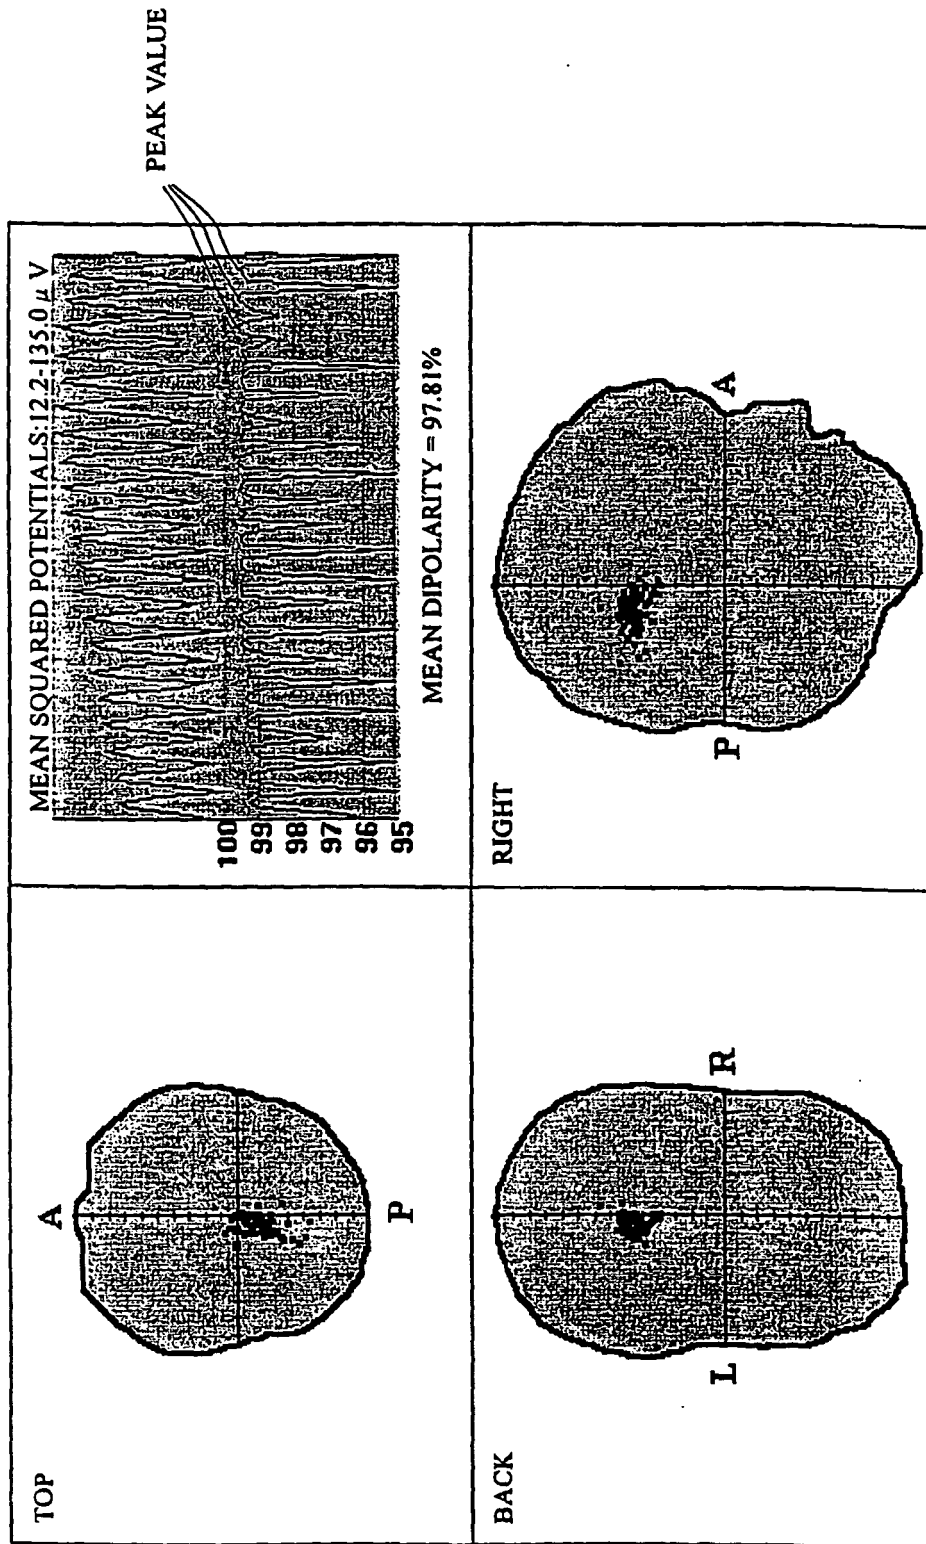 TOP
A
P
MEAN SQUARED POTENTIALS:12.2-135.0 μ V
100
99
98
97
96
95
MEAN DIPOLARITY = 97.81%
PEAK VALUE
BACK
L
R
RIGHT
P
A